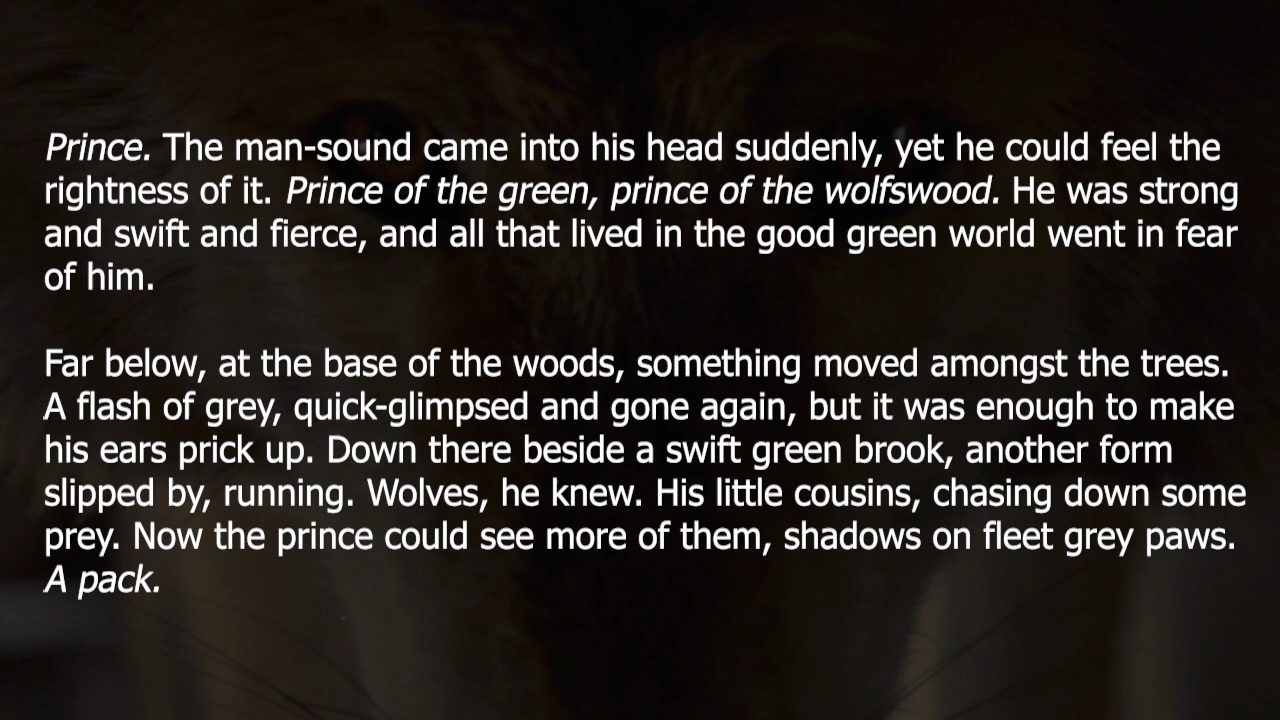 Prince. The man-sound came into his head suddenly, yet he could feel the
rightness of it. Prince of the green, prince of the wolfswood. He was strong
and swift and fierce, and all that lived in the good green world went in fear
of him.
Far below, at the base of the woods, something moved amongst the trees.
A flash of grey, quick-glimpsed and gone again, but it was enough to make
his ears prick up. Down there beside a swift green brook, another form
slipped by, running. Wolves, he knew. His little cousins, chasing down some
prey. Now the prince could see more of them, shadows on fleet grey paws.
A pack.